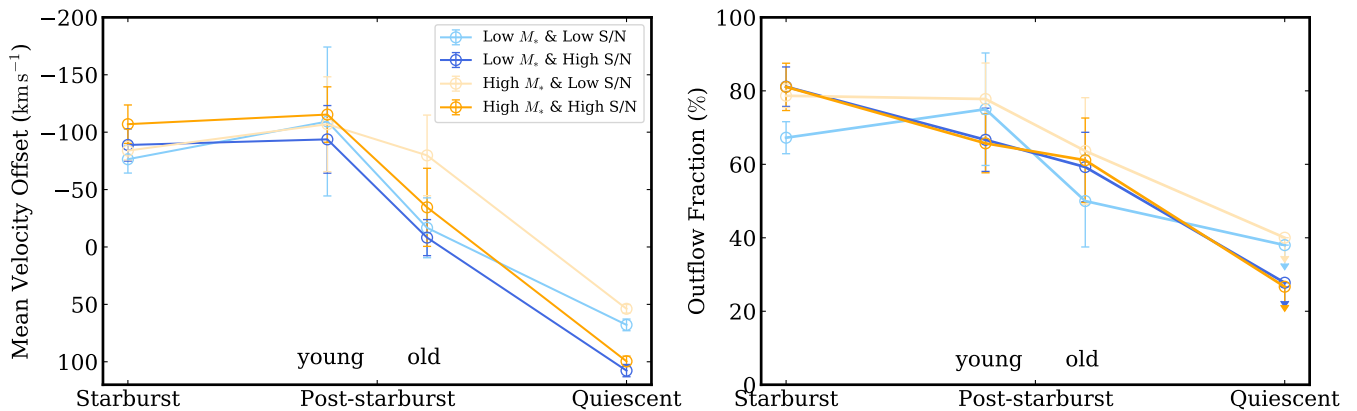 −200
−150
−100
−50
0
50
100
Mean Velocity Offset (km s⁻¹)
Low M* & Low S/N
Low M* & High S/N
High M* & Low S/N
High M* & High S/N
young old
Starburst Post-starburst Quiescent
100
80
60
40
20
0
Outflow Fraction (%)
young old
Starburst Post-starburst Quiescent